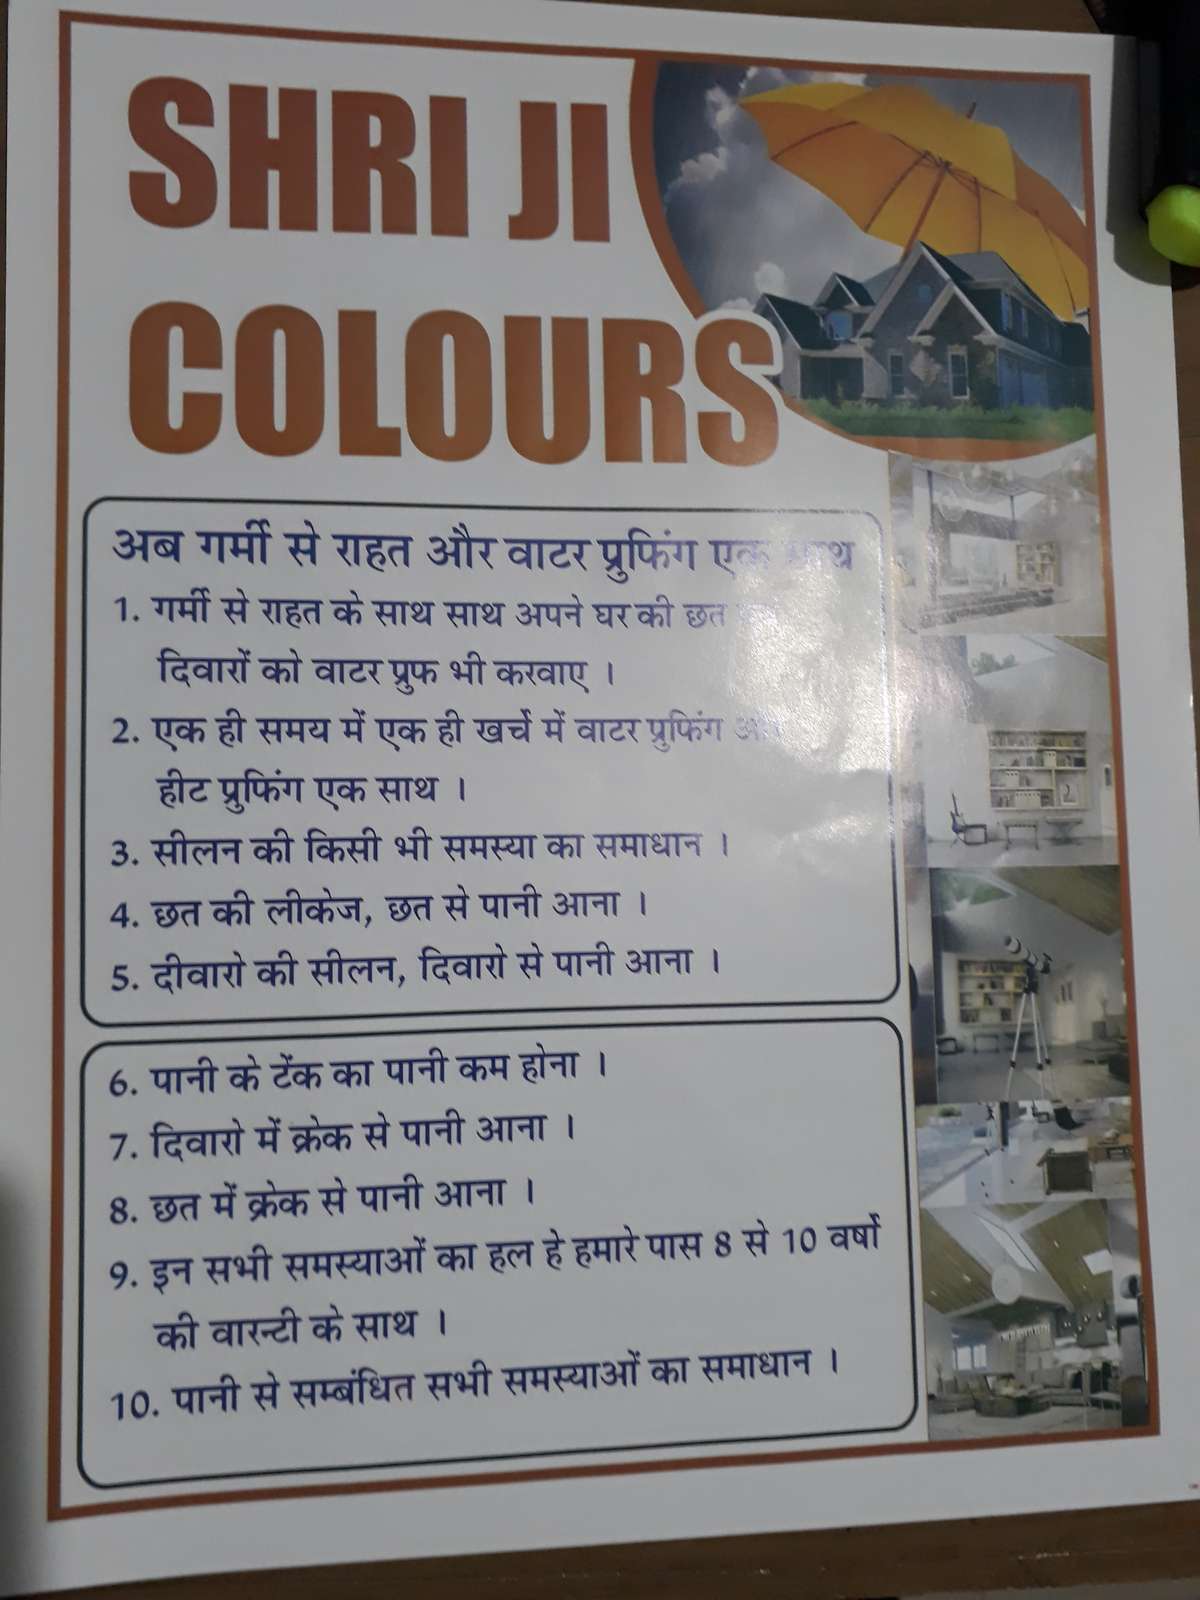 SHRI JI
COLOURS
अब गर्मी से राहत और वाटर प्रुफिंग एक साथ
1. गर्मी से राहत के साथ साथ अपने घर की छत
दिवारों को वाटर प्रुफ भी करवाए ।
2. एक ही समय में एक ही खर्चे में वाटर प्रुफिंग और
हीट प्रुफिंग एक साथ ।
3. सीलन की किसी भी समस्या का समाधान ।
4. छत की लीकेज, छत से पानी आना ।
5. दीवारो की सीलन, दिवारो से पानी आना ।
6. पानी के टेंक का पानी कम होना ।
7. दिवारो में क्रेक से पानी आना ।
8. छत में क्रेक से पानी आना ।
9. इन सभी समस्याओं का हल हे हमारे पास 8 से 10 वर्षो
की वारन्टी के साथ ।
10. पानी से सम्बंधित सभी समस्याओं का समाधान ।